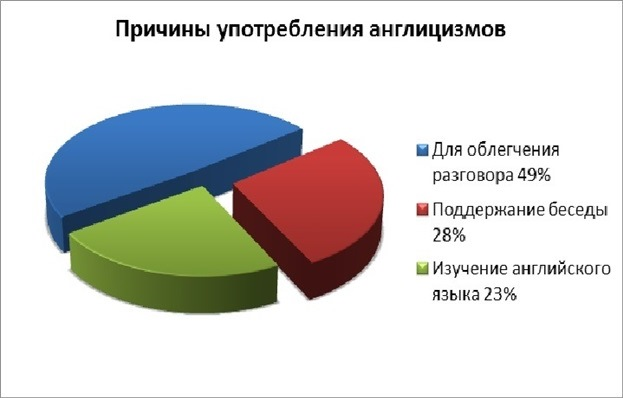 Причины употребления англицизмов
Для облегчения
разговора 49%
Поддержание беседы
28%
Изучение английского
языка 23%